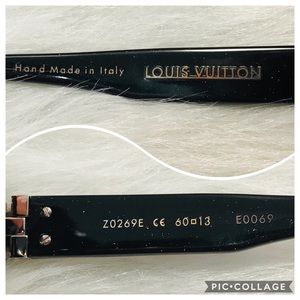 Hand Made in Italy LOUIS VUITTON
Z0269E CE 60□13 E0069
PIC•COLLAGE